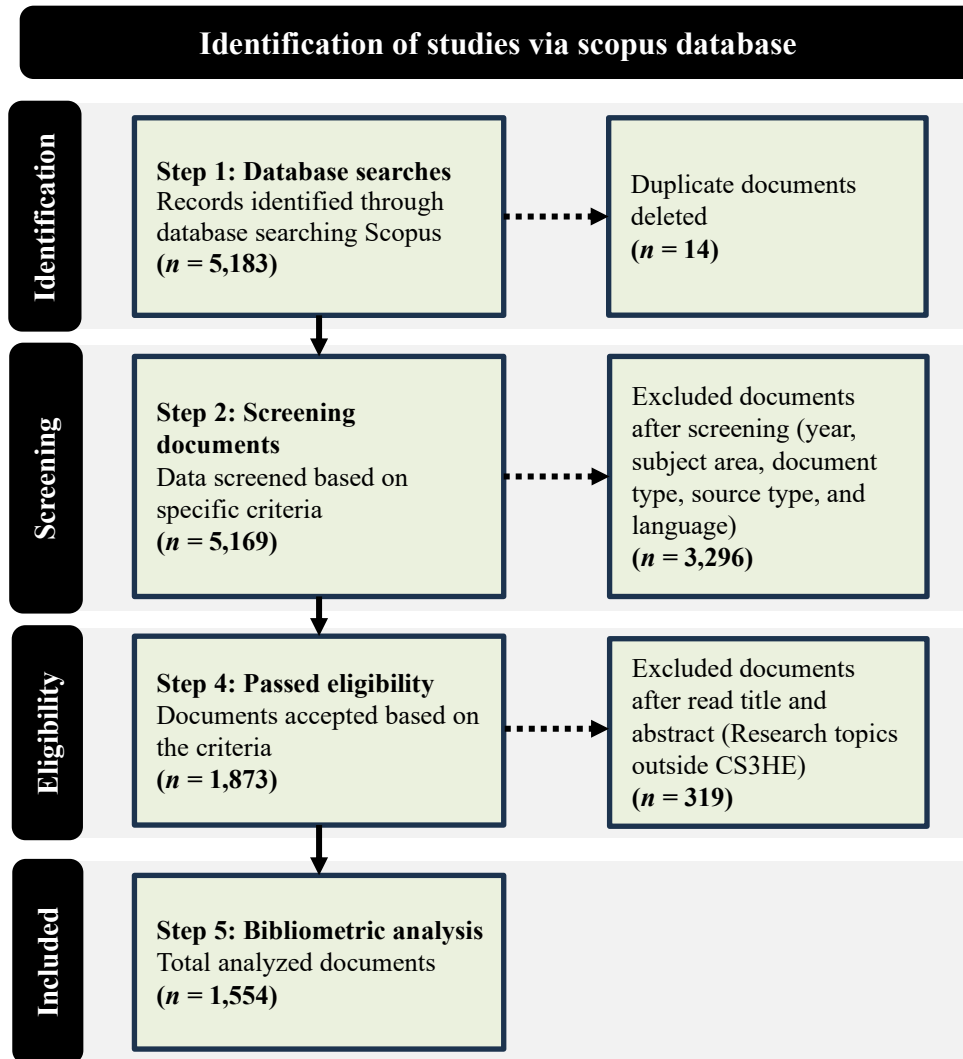 Identification of studies via scopus database
Identification
Step 1: Database searches
Records identified through
database searching Scopus
(n = 5,183)
Duplicate documents
deleted
(n = 14)
Screening
Step 2: Screening
documents
Data screened based on
specific criteria
(n = 5,169)
Excluded documents
after screening (year,
subject area, document
type, source type, and
language)
(n = 3,296)
Eligibility
Step 4: Passed eligibility
Documents accepted based on
the criteria
(n = 1,873)
Excluded documents
after read title and
abstract (Research topics
outside CS3HE)
(n = 319)
Included
Step 5: Bibliometric analysis
Total analyzed documents
(n = 1,554)